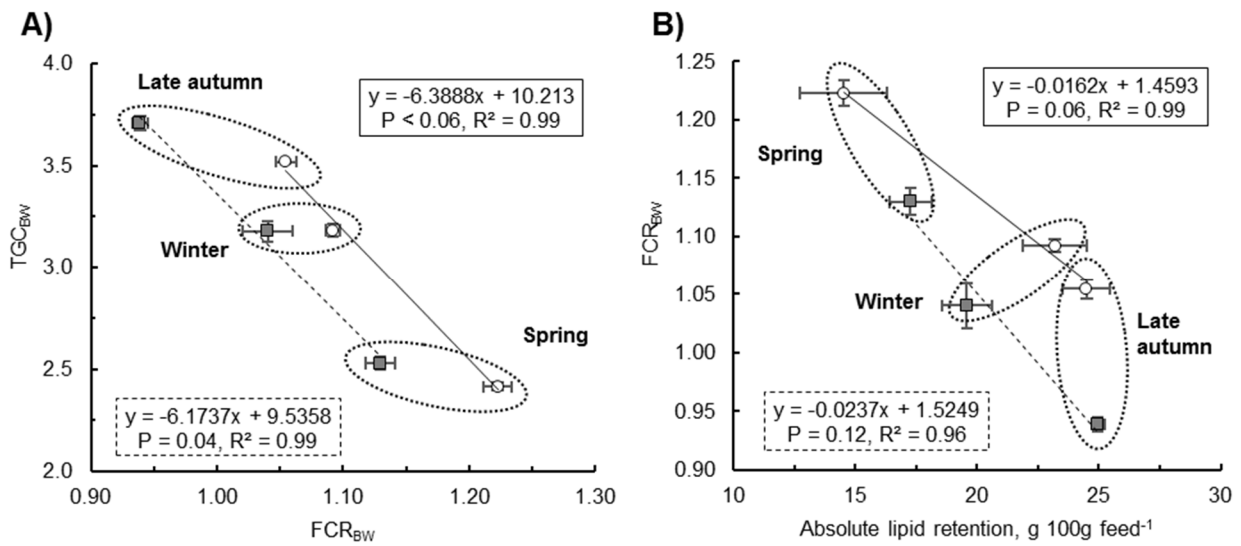 A)
4.0
3.5
3.0
2.5
2.0
TGCBW
Late autumn
y = -6.3888x + 10.213
P < 0.06, R² = 0.99
Winter
Spring
y = -6.1737x + 9.5358
P = 0.04, R² = 0.99
0.90
1.00
1.10
1.20
1.30
FCRBW
B)
1.25
1.20
1.15
1.10
1.05
1.00
0.95
0.90
FCRBW
y = -0.0162x + 1.4593
P = 0.06, R² = 0.99
Spring
Winter
Late
autumn
y = -0.0237x + 1.5249
P = 0.12, R² = 0.96
10
15
20
25
30
Absolute lipid retention, g 100g feed⁻¹